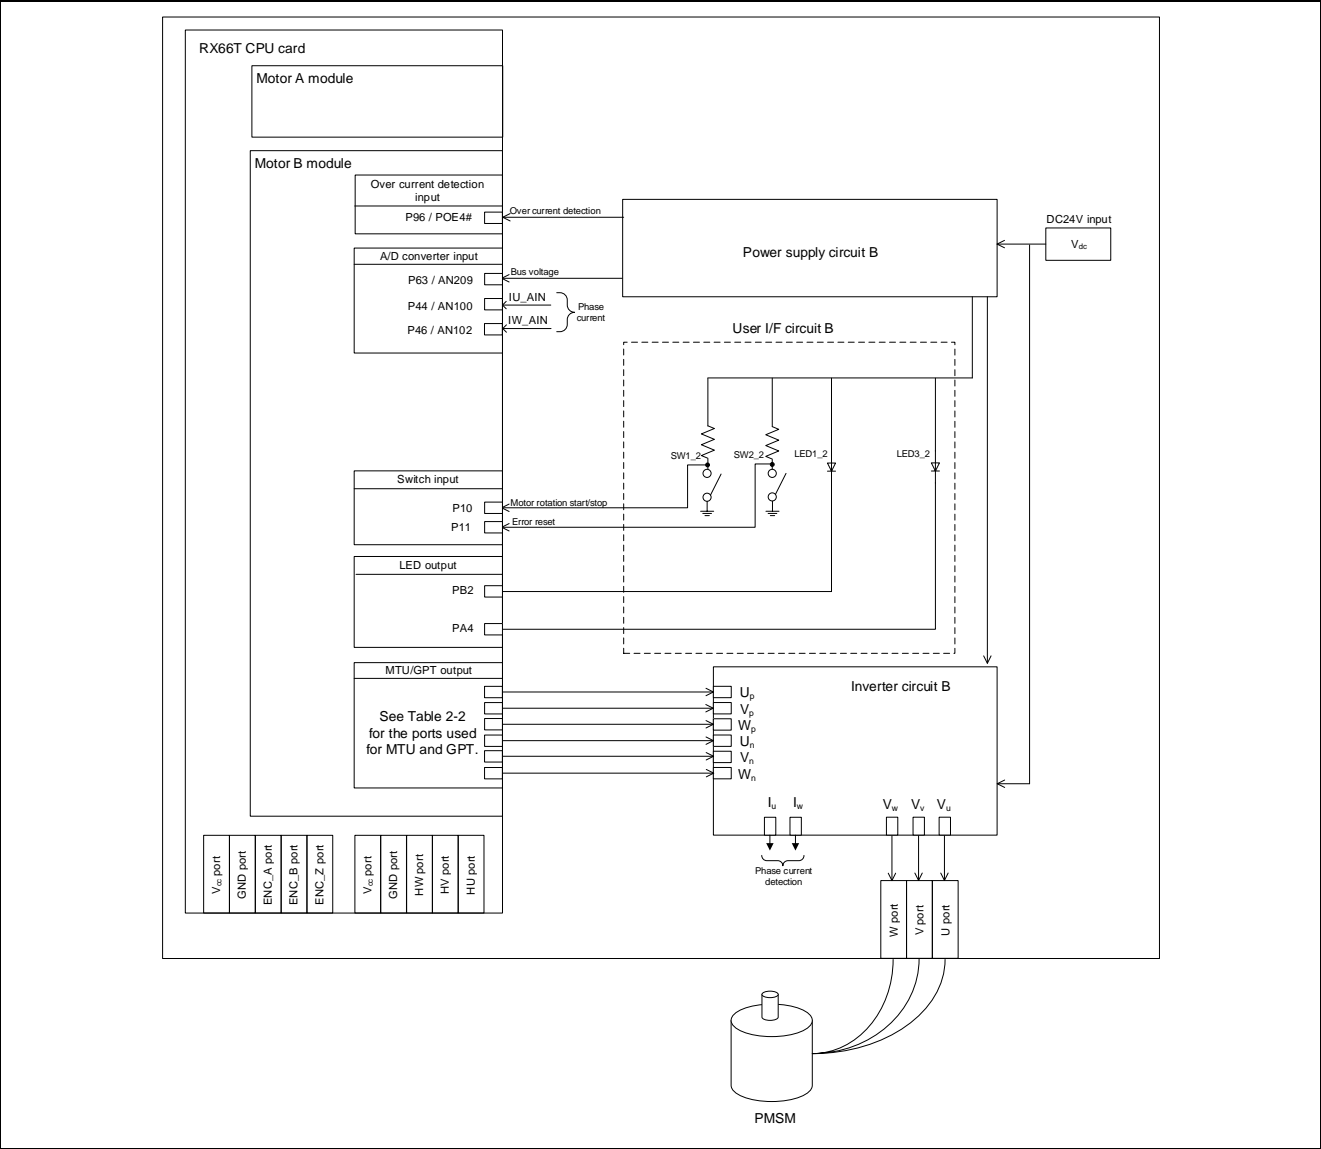 RX66T CPU card
Motor A module
Motor B module
Over current detection
input
P96 / POE4#
Over current detection
A/D converter input
P63 / AN209
Bus voltage
P44 / AN100
IU_AIN
P46 / AN102
IW_AIN
Phase
current
Power supply circuit B
DC24V input
Vdc
User I/F circuit B
SW1_2
SW2_2
LED1_2
LED3_2
Switch input
P10
Motor rotation start/stop
P11
Error reset
LED output
PB2
PA4
MTU/GPT output
See Table 2-2
for the ports used
for MTU and GPT.
Inverter circuit B
Up
Vp
Wp
Un
Vn
Wn
Iu
Iw
Vw
Vv
Vu
Phase current
detection
Vcc port
GND port
ENC_A port
ENC_B port
ENC_Z port
Vcc port
GND port
HW port
HV port
HU port
W port
V port
U port
PMSM